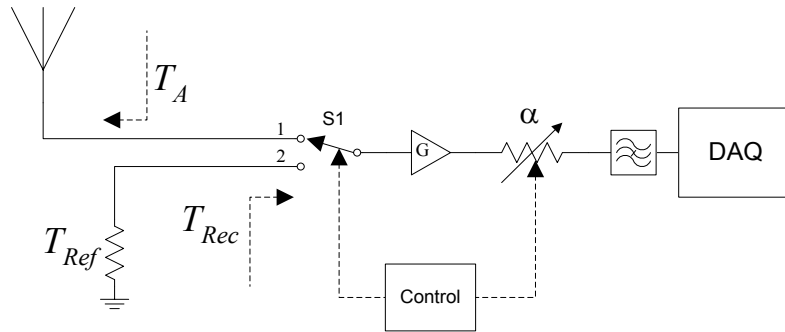 T_A
1
S1
2
G
α
DAQ
T_Rec
T_Ref
Control